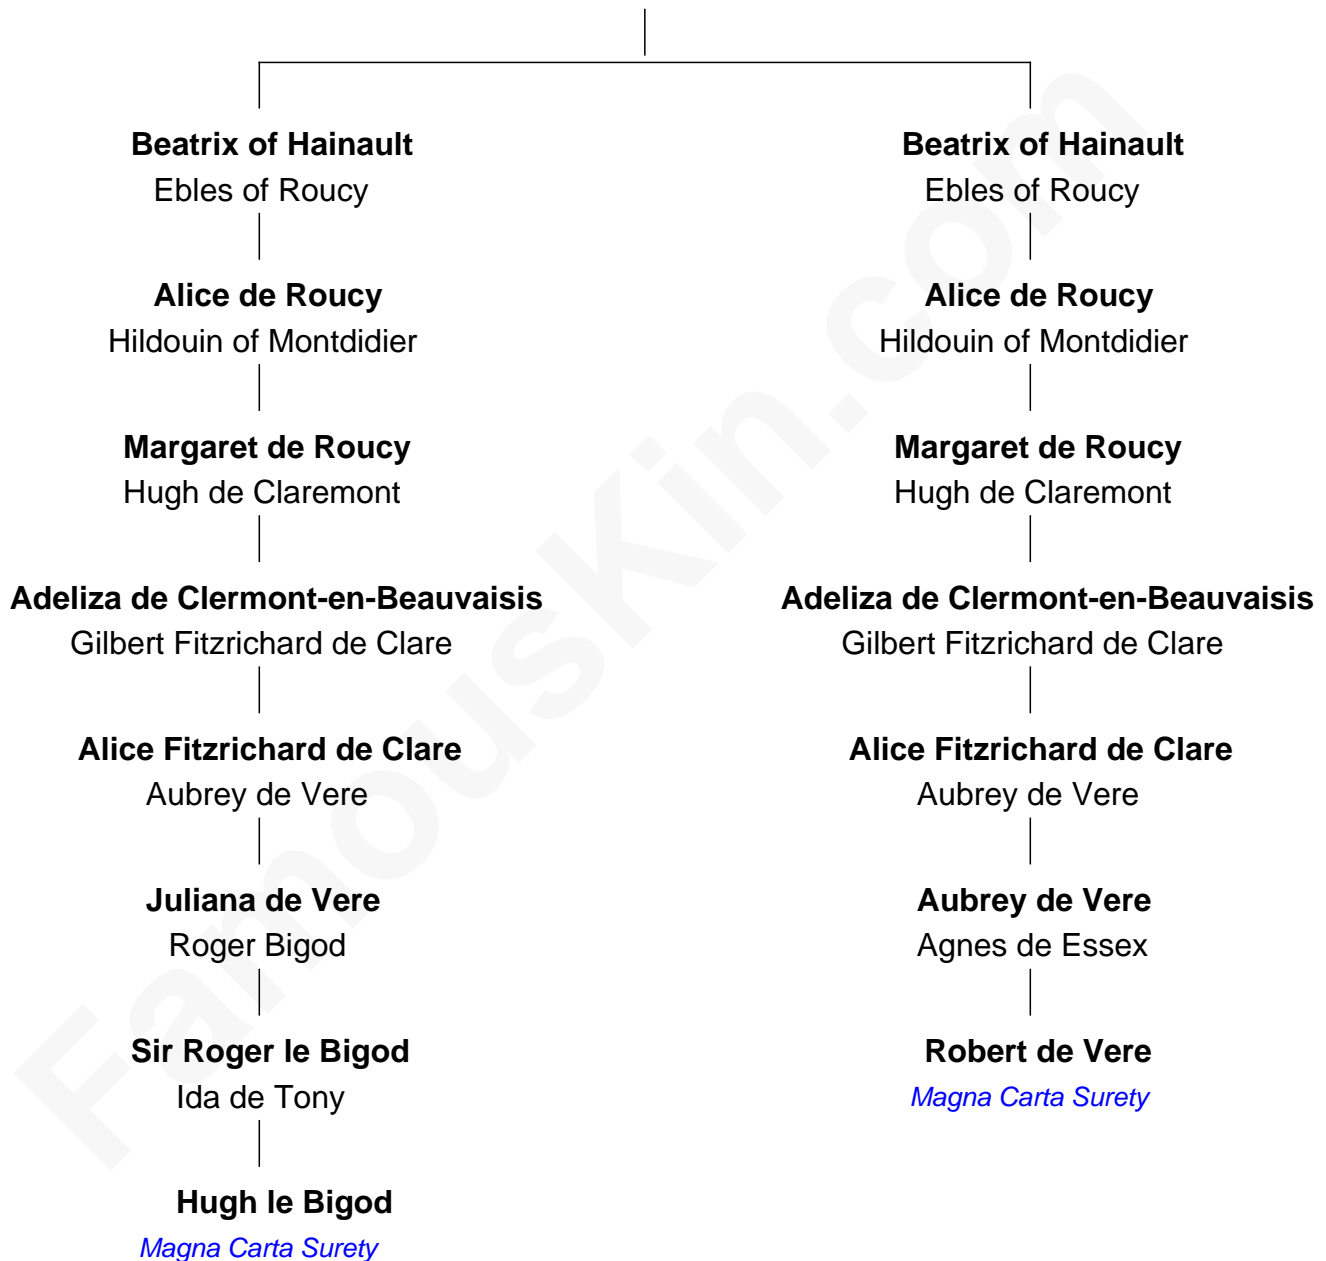 Beatrix of Hainault
Ebles of Roucy
Alice de Roucy
Hildouin of Montdidier
Margaret de Roucy
Hugh de Claremont
Adeliza de Clermont-en-Beauvaisis
Gilbert Fitzrichard de Clare
Alice Fitzrichard de Clare
Aubrey de Vere
Juliana de Vere
Roger Bigod
Sir Roger le Bigod
Ida de Tony
Hugh le Bigod
Magna Carta Surety
Beatrix of Hainault
Ebles of Roucy
Alice de Roucy
Hildouin of Montdidier
Margaret de Roucy
Hugh de Claremont
Adeliza de Clermont-en-Beauvaisis
Gilbert Fitzrichard de Clare
Alice Fitzrichard de Clare
Aubrey de Vere
Aubrey de Vere
Agnes de Essex
Robert de Vere
Magna Carta Surety
FamousKin.com